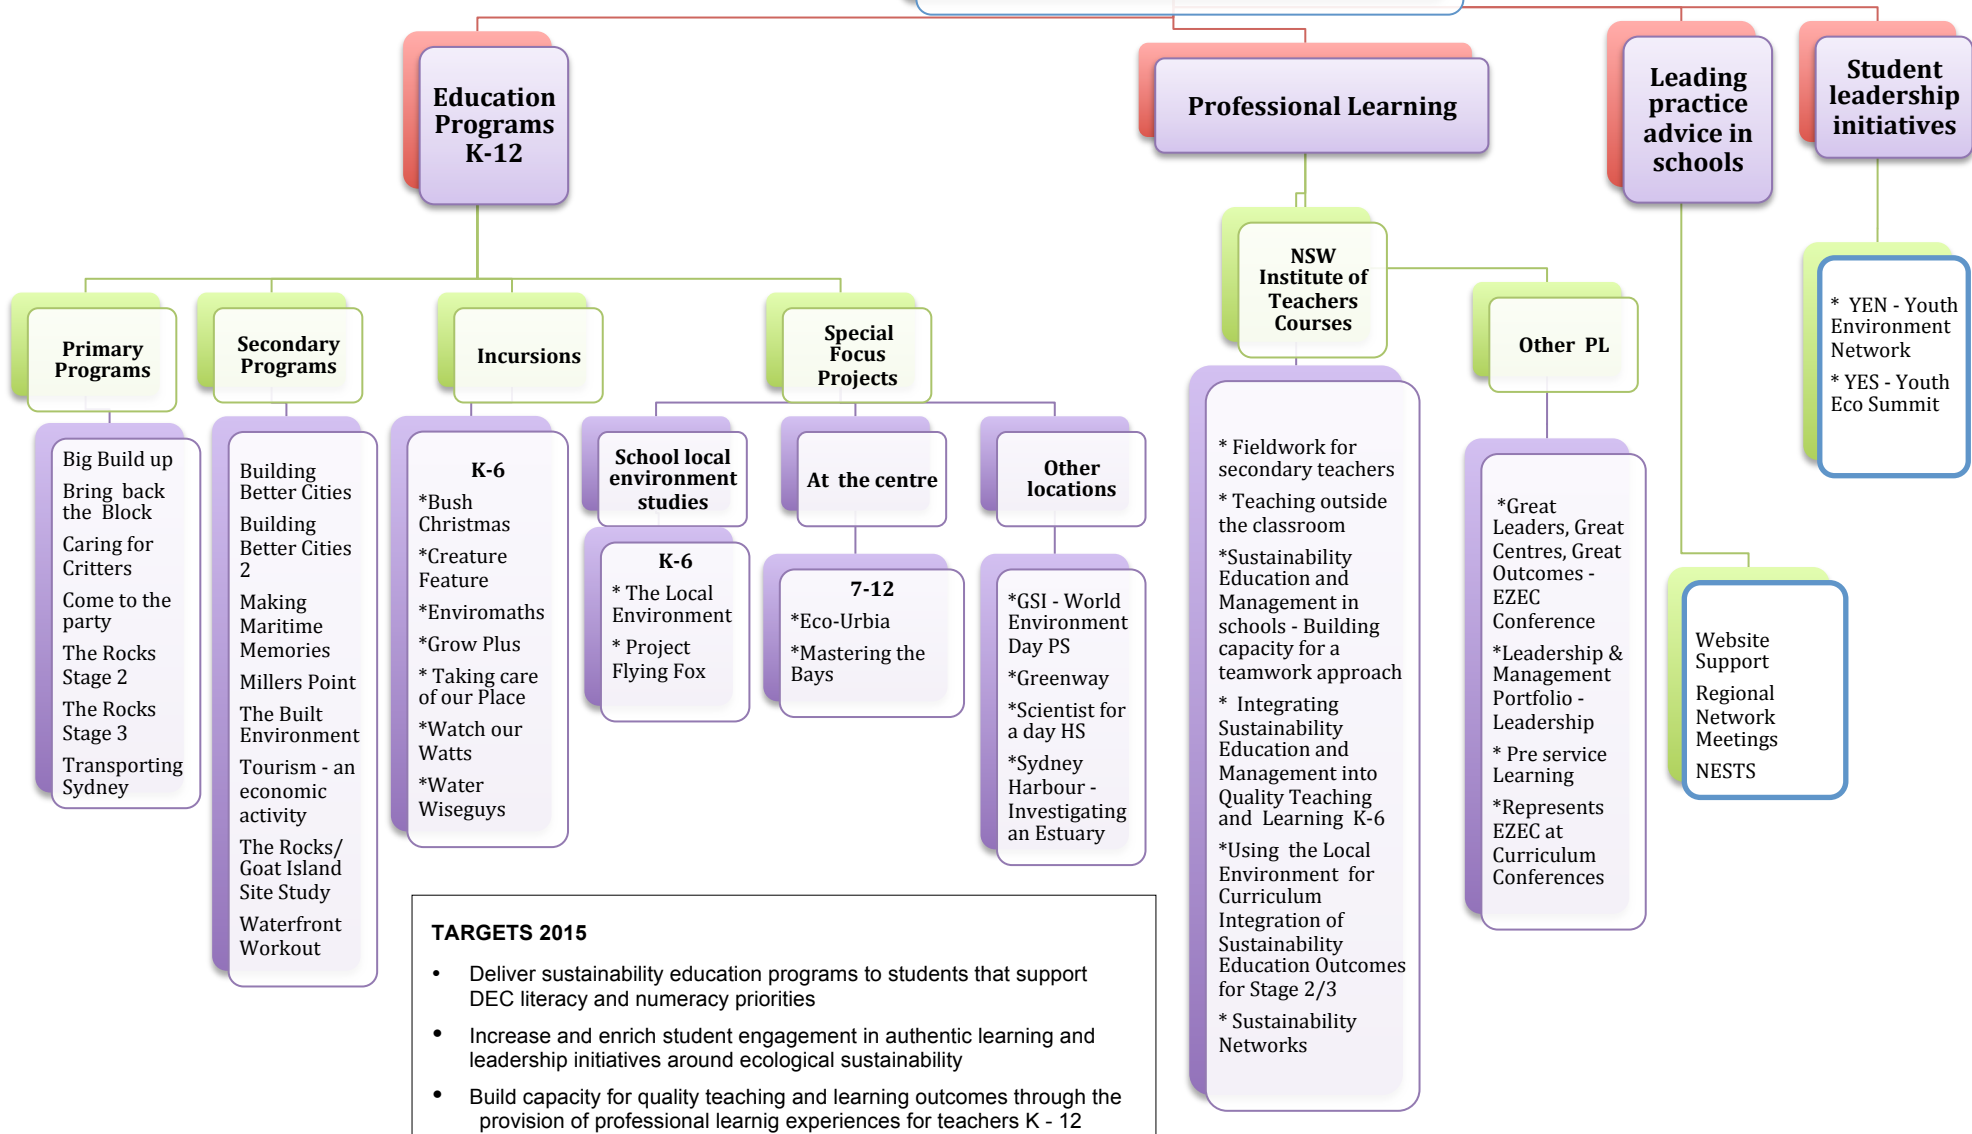 Education
Programs
K-12
Professional Learning
Leading
practice
advice in
schools
Student
leadership
initiatives
Primary
Programs
Secondary
Programs
Incursions
Special
Focus
Projects
NSW
Institute of
Teachers
Courses
Other PL
* YEN - Youth
Environment
Network
* YES - Youth
Eco Summit
Big Build up
Bring back
the Block
Caring for
Critters
Come to the
party
The Rocks
Stage 2
The Rocks
Stage 3
Transporting
Sydney
Building
Better Cities
Building
Better Cities
2
Making
Maritime
Memories
Millers Point
The Built
Environment
Tourism - an
economic
activity
The Rocks/
Goat Island
Site Study
Waterfront
Workout
K-6
*Bush
Christmas
*Creature
Feature
*Enviromaths
*Grow Plus
* Taking care
of our Place
*Watch our
Watts
*Water
Wiseguys
School local
environment
studies
K-6
* The Local
Environment
* Project
Flying Fox
At the centre
7-12
*Eco-Urbia
*Mastering the
Bays
Other
locations
*GSI - World
Environment
Day PS
*Greenway
*Scientist for
a day HS
*Sydney
Harbour -
Investigating
an Estuary
* Fieldwork for
secondary teachers
* Teaching outside
the classroom
*Sustainability
Education and
Management in
schools - Building
capacity for a
teamwork approach
* Integrating
Sustainability
Education and
Management into
Quality Teaching
and Learning K-6
*Using the Local
Environment for
Curriculum
Integration of
Sustainability
Education Outcomes
for Stage 2/3
* Sustainability
Networks
*Great
Leaders, Great
Centres, Great
Outcomes -
EZEC
Conference
*Leadership &
Management
Portfolio -
Leadership
* Pre service
Learning
*Represents
EZEC at
Curriculum
Conferences
Website
Support
Regional
Network
Meetings
NESTS
TARGETS 2015
• Deliver sustainability education programs to students that support
DEC literacy and numeracy priorities
• Increase and enrich student engagement in authentic learning and
leadership initiatives around ecological sustainability
• Build capacity for quality teaching and learning outcomes through the
provision of professional learnig experiences for teachers K - 12